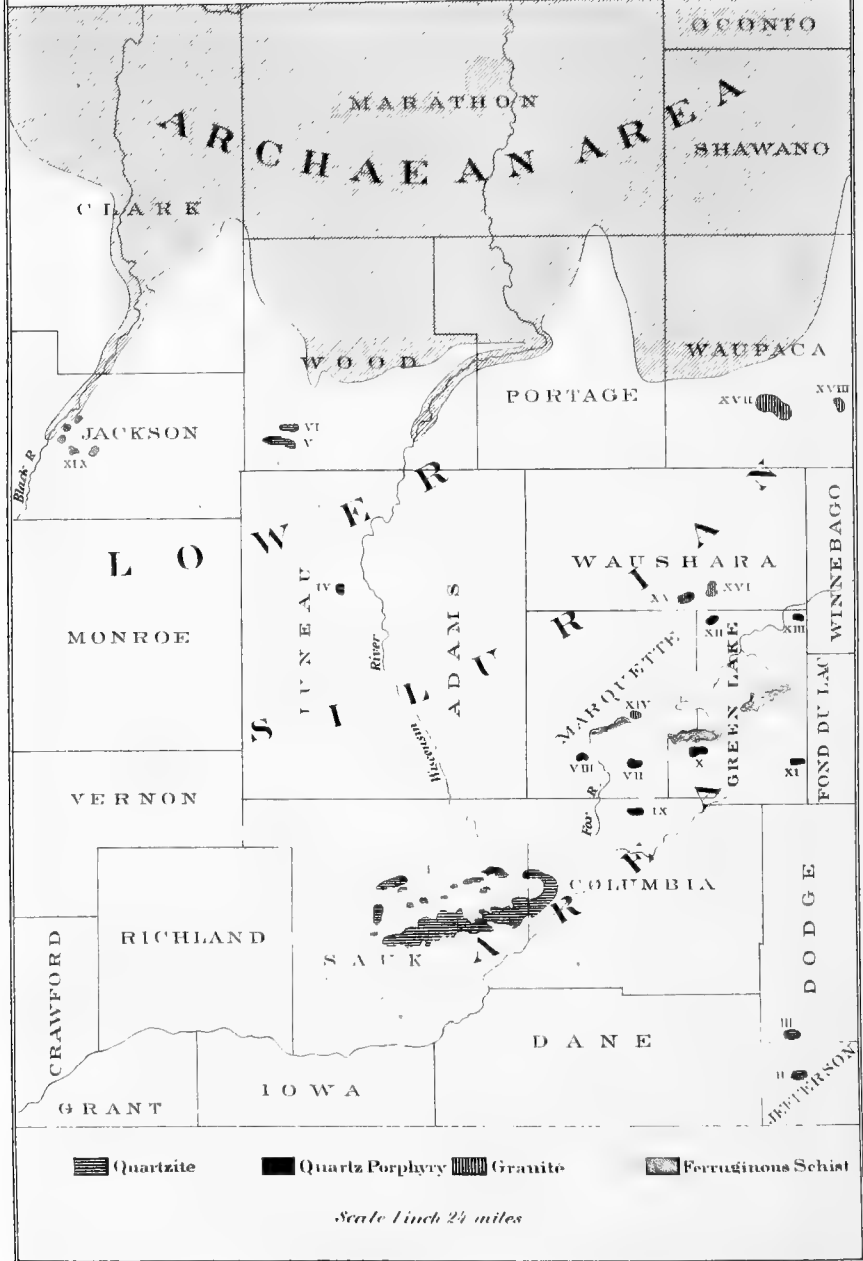 OCONTO
MARATHON
ARCHAEAN AREA
SHAWANO
CLARK
WOOD
WAUPACA
PORTAGE
XVII
XVIII
JACKSON
VI
V
XIX
Black R
LOWER
SILURIAN
AREA
WAUSHARA
WINNEBAGO
MONROE
IV
JUNEAU
River
ADAMS
XV
XVI
XII
XIII
MARQUETTE
GREEN LAKE
FOND DU LAC
XIV
VIII
VII
X
XI
Wisconsin
Fox R
IX
VERNON
I
COLUMBIA
DODGE
CRAWFORD
RICHLAND
SAUK
III
DANE
II
JEFFERSON
GRANT
IOWA
Quartzite Quartz Porphyry Granite Ferruginous Schist
Scale 1 inch 24 miles